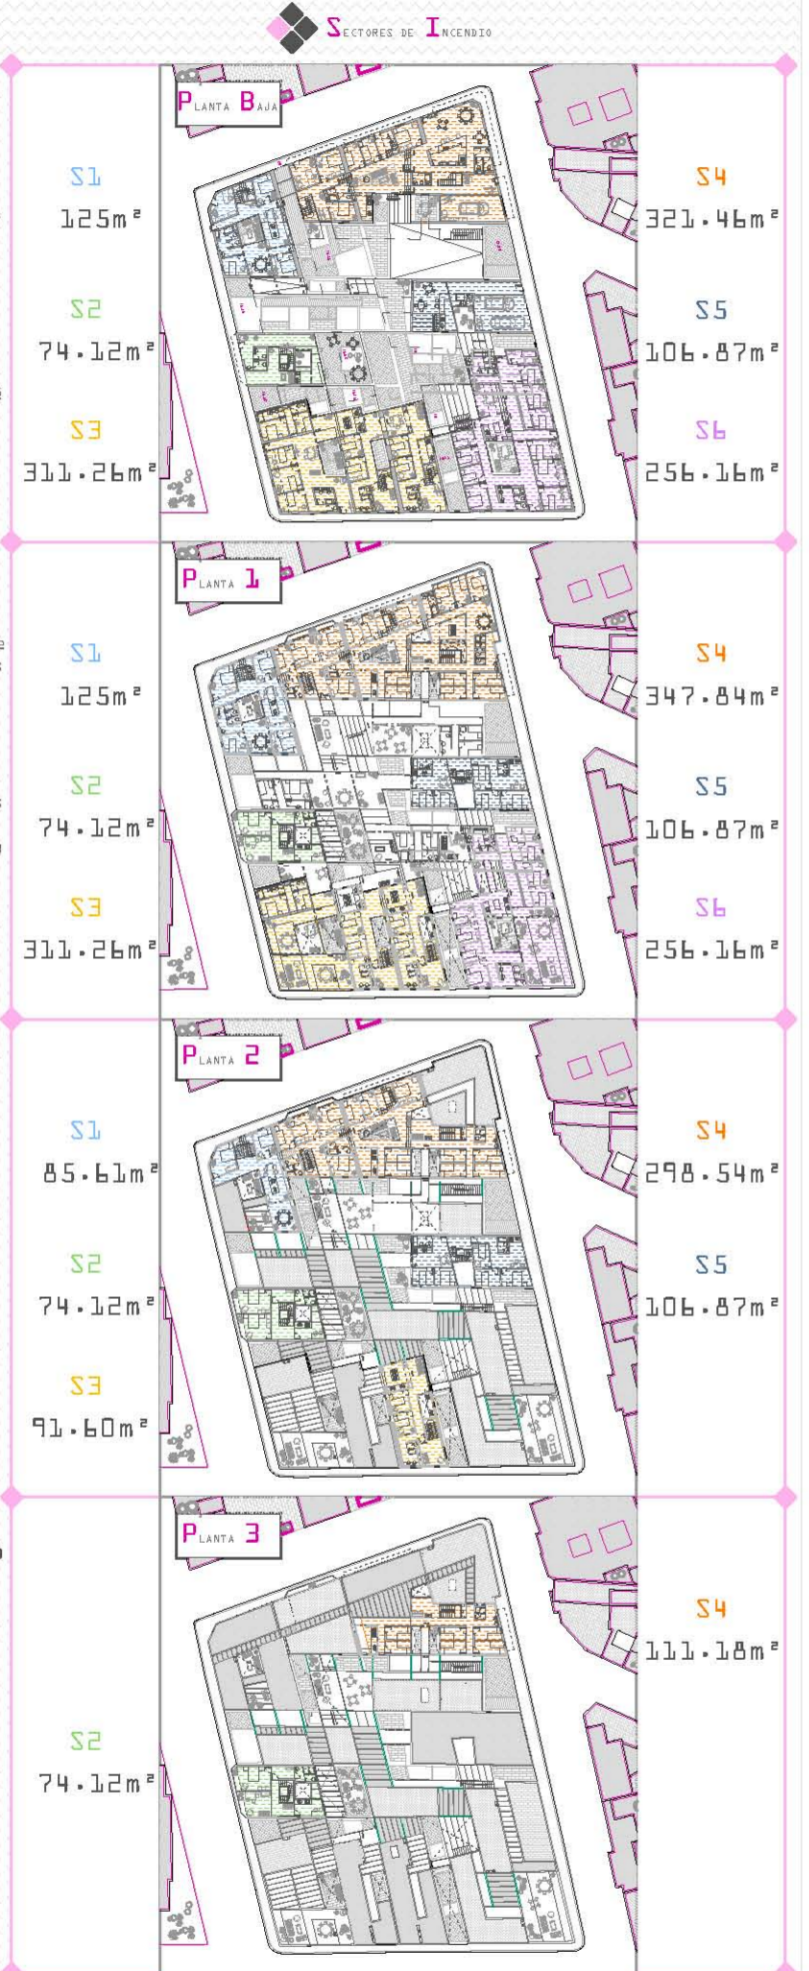 Sectores de Incendio
Planta Baja
S1
125m²
S2
74.12m²
S3
311.26m²
S4
321.46m²
S5
106.87m²
S6
256.16m²
Planta 1
S1
125m²
S2
74.12m²
S3
311.26m²
S4
347.84m²
S5
106.87m²
S6
256.16m²
Planta 2
S1
85.61m²
S2
74.12m²
S3
91.60m²
S4
298.54m²
S5
106.87m²
Planta 3
S2
74.12m²
S4
111.18m²